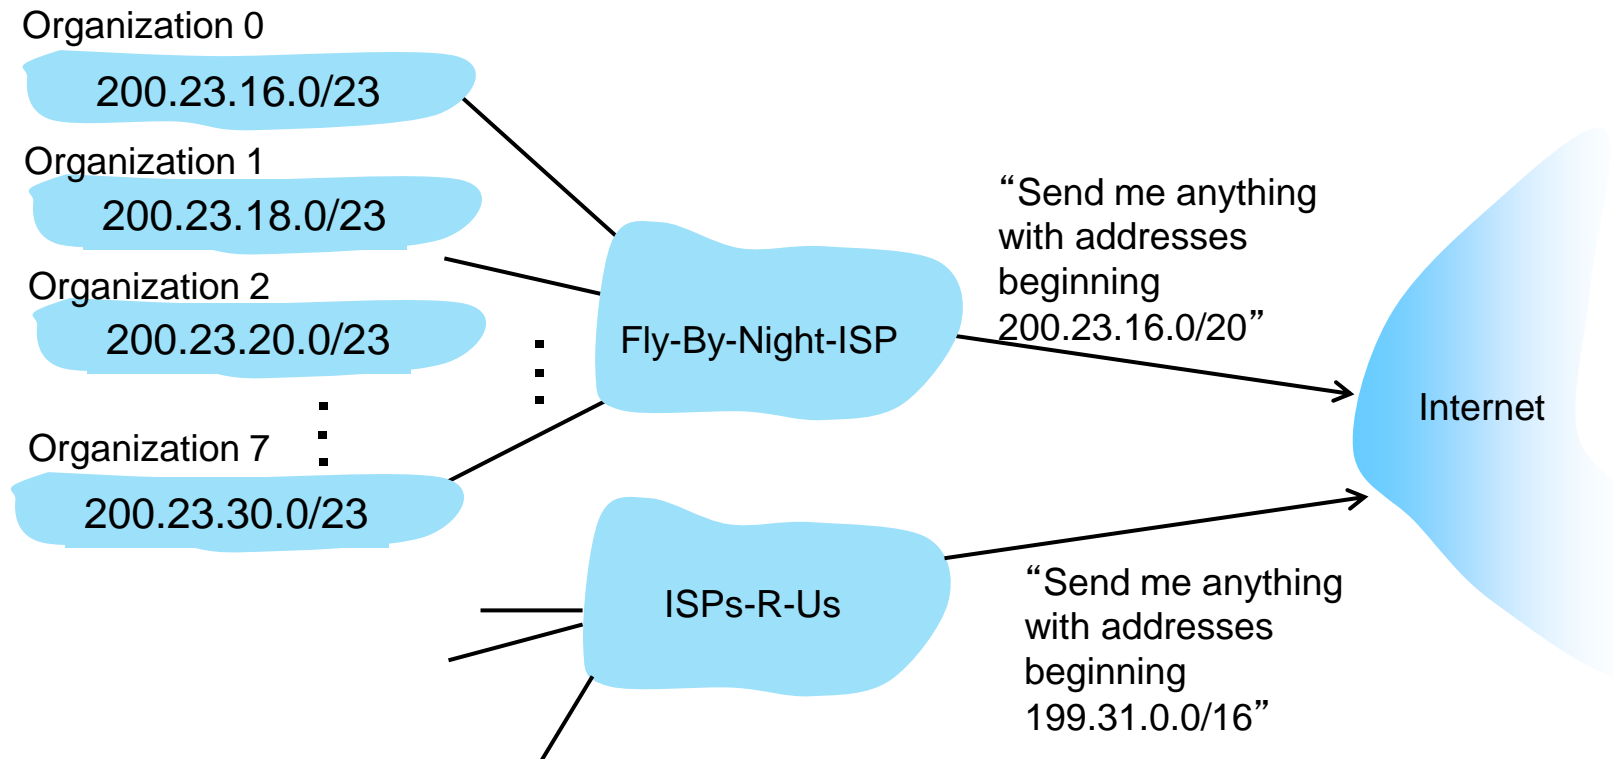 Organization 0
200.23.16.0/23
Organization 1
200.23.18.0/23
Organization 2
200.23.20.0/23
Organization 7
200.23.30.0/23
Fly-By-Night-ISP
“Send me anything
with addresses
beginning
200.23.16.0/20”
Internet
ISPs-R-Us
“Send me anything
with addresses
beginning
199.31.0.0/16”